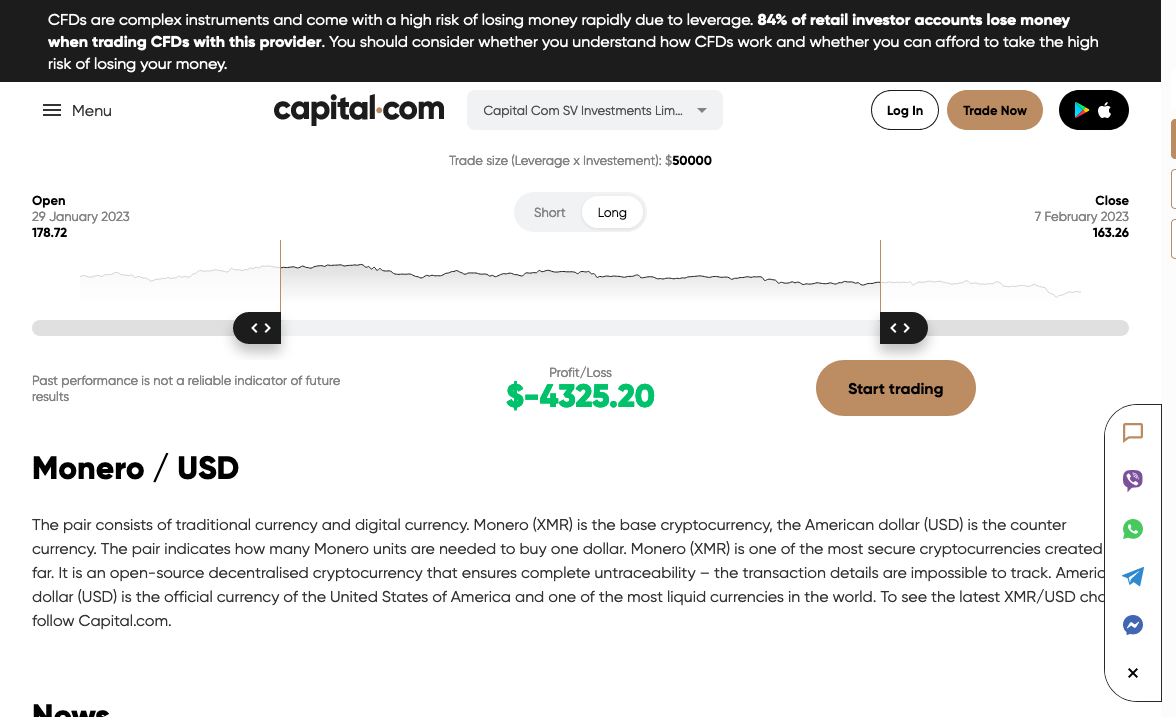 CFDs are complex instruments and come with a high risk of losing money rapidly due to leverage. 84% of retail investor accounts lose money
when trading CFDs with this provider. You should consider whether you understand how CFDs work and whether you can afford to take the high
risk of losing your money.
Menu
capital.com
Capital Com SV Investments Lim...
Log In
Trade Now
Trade size (Leverage x Investement): $50000
Open
29 January 2023
178.72
Short
Long
Close
7 February 2023
163.26
Past performance is not a reliable indicator of future
results
Profit/Loss
$-4325.20
Start trading
Monero / USD
The pair consists of traditional currency and digital currency. Monero (XMR) is the base cryptocurrency, the American dollar (USD) is the counter
currency. The pair indicates how many Monero units are needed to buy one dollar. Monero (XMR) is one of the most secure cryptocurrencies created
far. It is an open-source decentralised cryptocurrency that ensures complete untraceability – the transaction details are impossible to track.
dollar (USD) is the official currency of the United States of America and one of the most liquid currencies in the world. To see the latest XMR/USD
follow Capital.com.
News